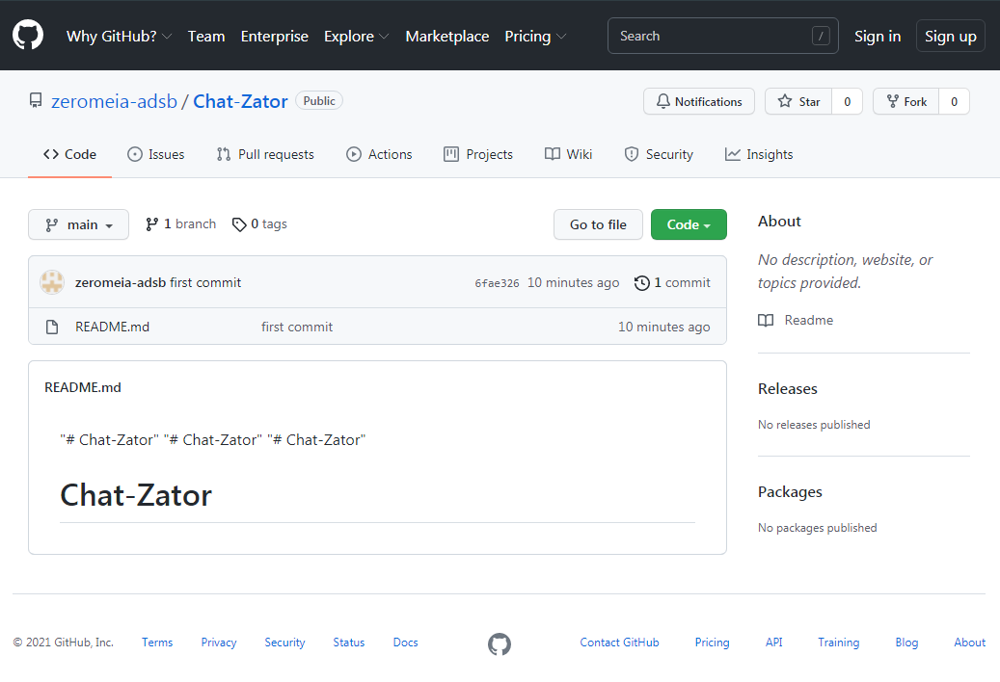 Why GitHub? Team Enterprise Explore Marketplace Pricing Search / Sign in Sign up
zeromeia-adsb / Chat-Zator Public Notifications Star 0 Fork 0
Code Issues Pull requests Actions Projects Wiki Security Insights
main 1 branch 0 tags Go to file Code
zeromeia-adsb first commit 6fae326 10 minutes ago 1 commit
README.md first commit 10 minutes ago
README.md
"# Chat-Zator" "# Chat-Zator" "# Chat-Zator"
Chat-Zator
About
No description, website, or
topics provided.
Readme
Releases
No releases published
Packages
No packages published
© 2021 GitHub, Inc. Terms Privacy Security Status Docs Contact GitHub Pricing API Training Blog About